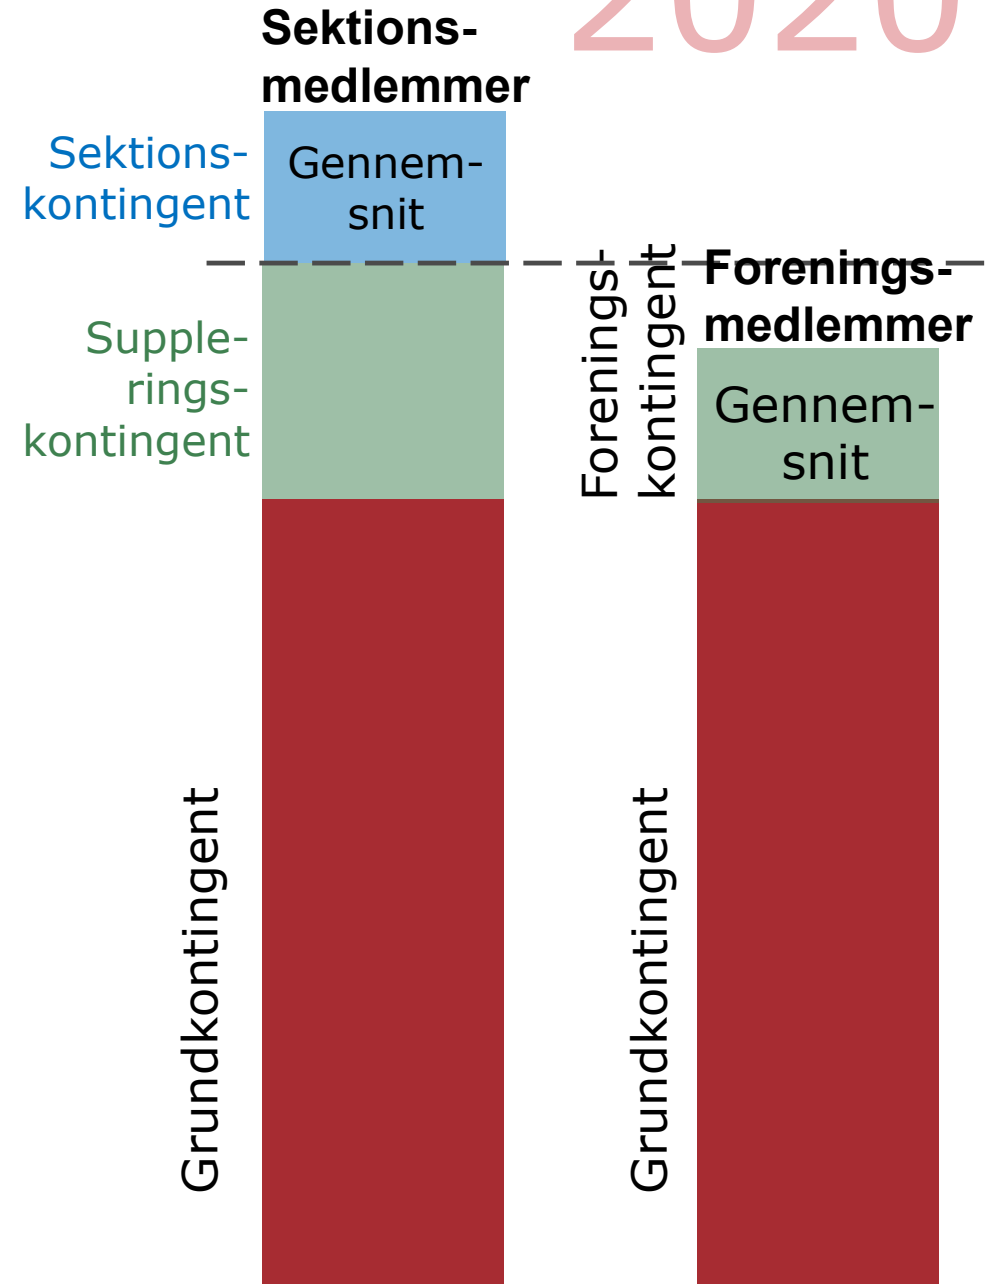 2020
Sektions-
medlemmer
Sektions-
kontingent
Gennem-
snit
Supple-
rings-
kontingent
Forenings-
kontingent
Forenings-
medlemmer
Gennem-
snit
Grundkontingent
Grundkontingent